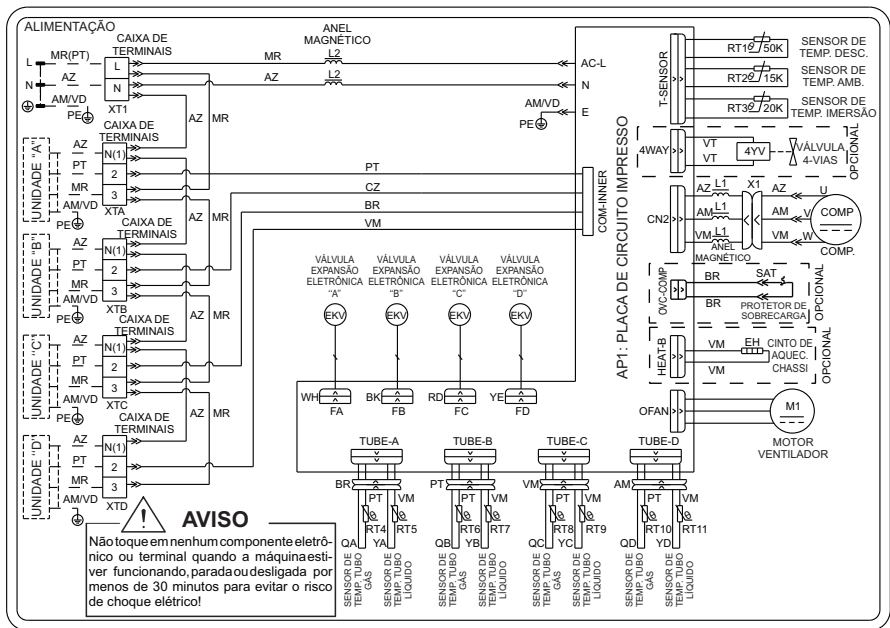 ALIMENTAÇÃO
CAIXA DE
TERMINAIS
L
MR(PT)
L
N
AZ
N
AM/VD
PE
XT1
MR
AZ
ANEL
MAGNÉTICO
L2
L2
AC-L
N
AM/VD
E
PE
AZ
MR
CAIXA DE
TERMINAIS
UNIDADE "A"
AZ
N(1)
PT
2
MR
3
AM/VD
PE
XTA
PT
CZ
BR
VM
COM-INNER
AZ
MR
CAIXA DE
TERMINAIS
UNIDADE "B"
AZ
N(1)
PT
2
MR
3
AM/VD
PE
XTB
AZ
MR
CAIXA DE
TERMINAIS
UNIDADE "C"
AZ
N(1)
PT
2
MR
3
AM/VD
PE
XTC
AZ
MR
CAIXA DE
TERMINAIS
UNIDADE "D"
AZ
N(1)
PT
2
MR
3
AM/VD
XTD
VÁLVULA
EXPANSÃO
ELETRÔNICA
"A"
EKV
VÁLVULA
EXPANSÃO
ELETRÔNICA
"B"
EKV
VÁLVULA
EXPANSÃO
ELETRÔNICA
"C"
EKV
VÁLVULA
EXPANSÃO
ELETRÔNICA
"D"
EKV
WH
FA
BK
FB
RD
FC
YE
FD
AP1: PLACA DE CIRCUITO IMPRESSO
T-SENSOR
RT1
50K
SENSOR DE
TEMP. DESC.
RT2
15K
SENSOR DE
TEMP. AMB.
RT3
20K
SENSOR DE
TEMP. IMERSÃO
4WAY
VT
VT
4YV
VÁLVULA
4-VIAS
OPCIONAL
CN2
AZ
L1
X1
AZ
U
AM
L1
AM
V
VM
L1
VM
W
ANEL
MAGNÉTICO
COMP
COMP.
OVC-COMP
BR
SAT
BR
PROTETOR DE
SOBRECARGA
OPCIONAL
HEAT-B
VM
EH
VM
CINTO DE
AQUEC.
CHASSI
OPCIONAL
OFAN
M1
MOTOR
VENTILADOR
TUBE-A
BR
PT
VM
RT4
RT5
QA
YA
SENSOR DE
TEMP. TUBO
GÁS
SENSOR DE
TEMP. TUBO
LÍQUIDO
TUBE-B
PT
PT
VM
RT6
RT7
QB
YB
SENSOR DE
TEMP. TUBO
GÁS
SENSOR DE
TEMP. TUBO
LÍQUIDO
TUBE-C
VM
PT
VM
RT8
RT9
QC
YC
SENSOR DE
TEMP. TUBO
GÁS
SENSOR DE
TEMP. TUBO
LÍQUIDO
TUBE-D
AM
PT
VM
RT10
RT11
QD
YD
SENSOR DE
TEMP. TUBO
GÁS
SENSOR DE
TEMP. TUBO
LÍQUIDO
! AVISO
Não toque em nenhum componente eletrô-
nico ou terminal quando a máquina esti-
ver funcionando, parada ou desligada por
menos de 30 minutos para evitar o risco
de choque elétrico!